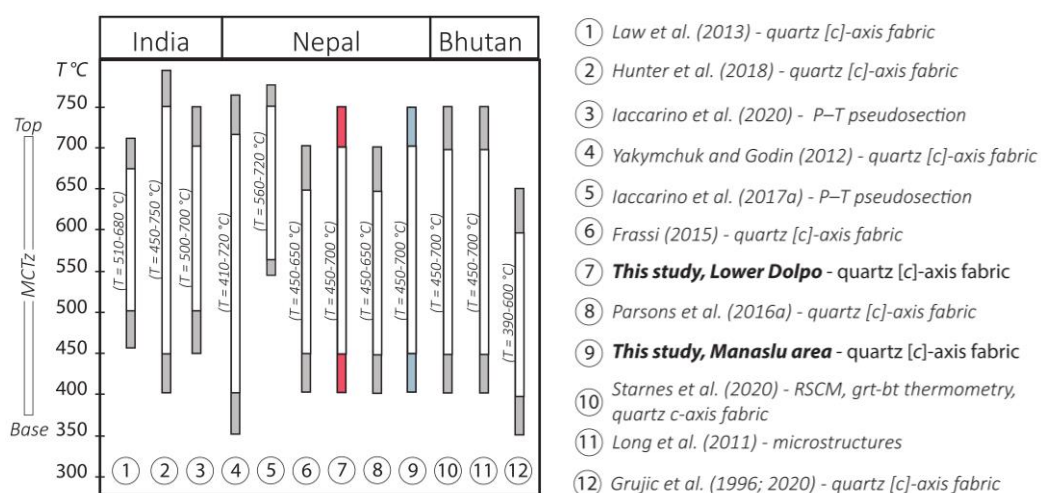 India Nepal Bhutan
T °C
750
700
650
600
550
500
450
400
350
300
Top
MCTz
Base
(T = 510-680 °C)
(T = 450-750 °C)
(T = 500-700 °C)
(T = 410-720 °C)
(T = 560-720 °C)
(T = 450-650 °C)
(T = 450-700 °C)
(T = 450-650 °C)
(T = 450-700 °C)
(T = 450-700 °C)
(T = 450-700 °C)
(T = 390-600 °C)
1 2 3 4 5 6 7 8 9 10 11 12
1 Law et al. (2013) - quartz [c]-axis fabric
2 Hunter et al. (2018) - quartz [c]-axis fabric
3 Iaccarino et al. (2020) - P–T pseudosection
4 Yakymchuk and Godin (2012) - quartz [c]-axis fabric
5 Iaccarino et al. (2017a) - P–T pseudosection
6 Frassi (2015) - quartz [c]-axis fabric
7 This study, Lower Dolpo - quartz [c]-axis fabric
8 Parsons et al. (2016a) - quartz [c]-axis fabric
9 This study, Manaslu area - quartz [c]-axis fabric
10 Starnes et al. (2020) - RSCM, grt-bt thermometry,
quartz c-axis fabric
11 Long et al. (2011) - microstructures
12 Grujic et al. (1996; 2020) - quartz [c]-axis fabric